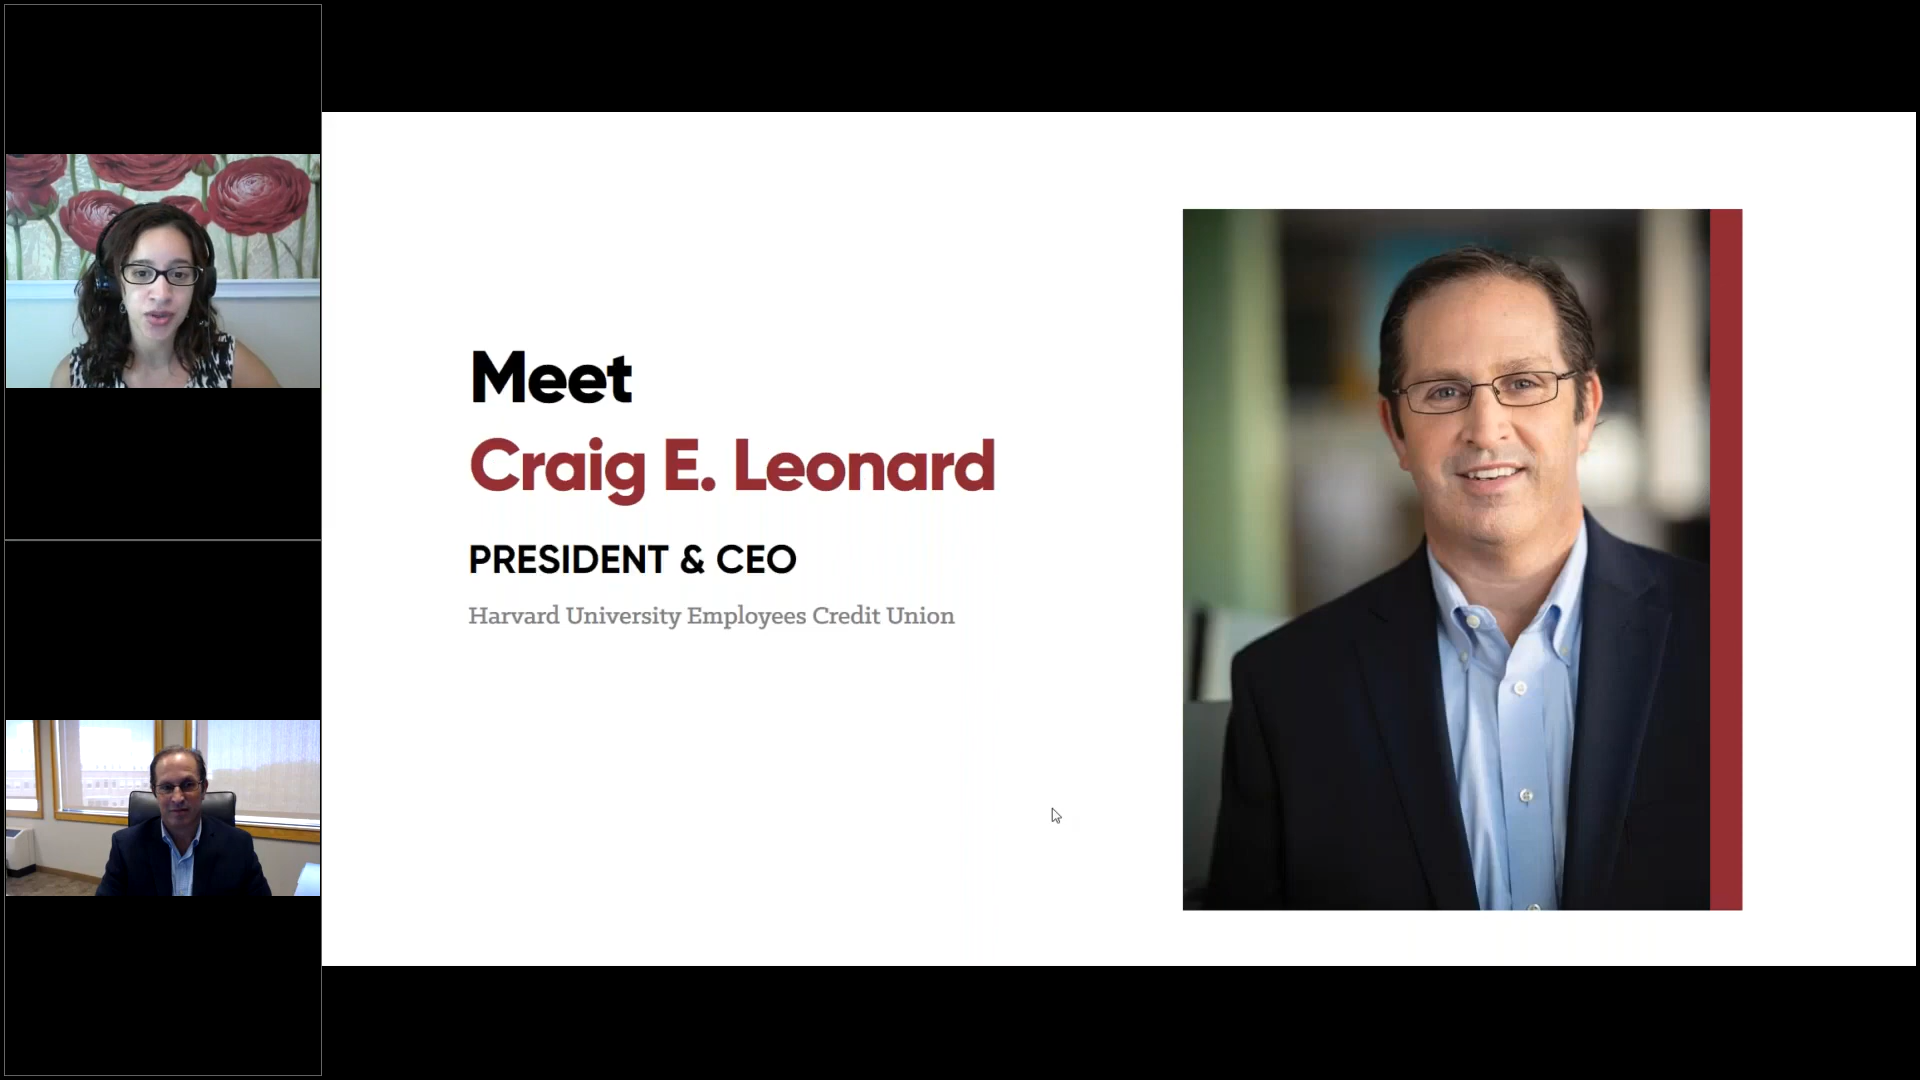 Meet
Craig E. Leonard
PRESIDENT & CEO
Harvard University Employees Credit Union